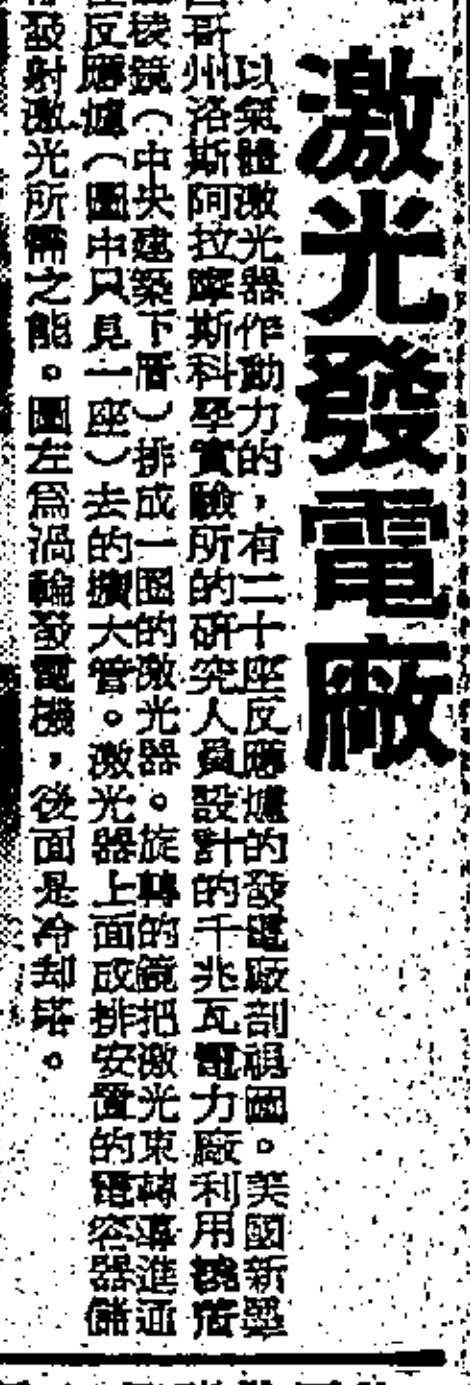 激光發電廠
以氣體激光器作動力的，有二十座反應爐的發電廠剖視圖。美國新墨
西哥州洛斯阿拉摩斯科學實驗所的研究人員設計的千兆瓦電力廠利用繞着
稜鏡（中央建築下層）排成一圈的激光器。旋轉的鏡把激光束轉導進通
往反應爐（圖中只見一座）去的擴大管。激光器上面成排安置的電容器儲
發射激光所需之能。圖左爲渦輪發電機，後面是冷却塔。